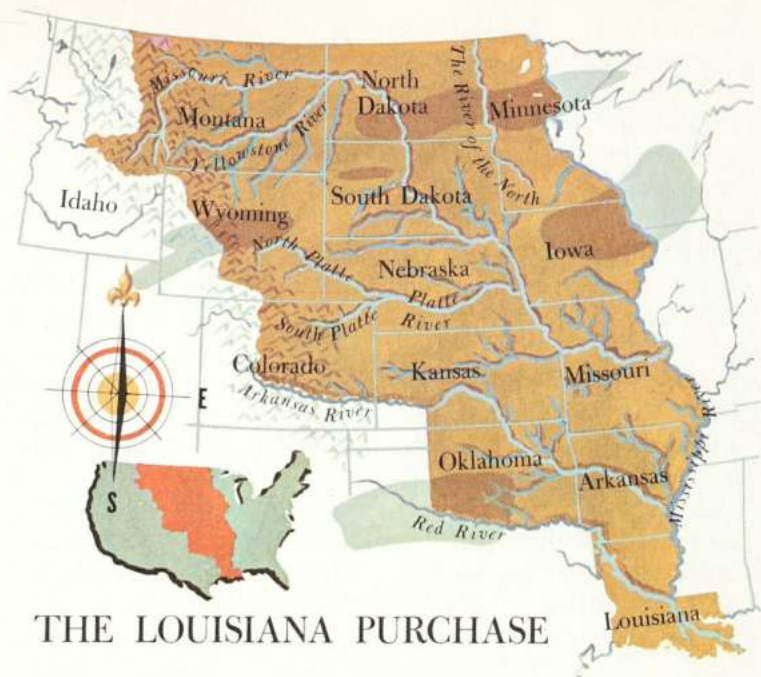 Missouri River
North
Dakota
The River of the North
Minnesota
Montana
Yellowstone River
Idaho
Wyoming
South Dakota
Iowa
North Platte
Nebraska
Platte
River
South Platte
Colorado
Kansas
Missouri
E
Arkansas River
Mississippi River
Oklahoma
Arkansas
S
Red River
Louisiana
THE LOUISIANA PURCHASE